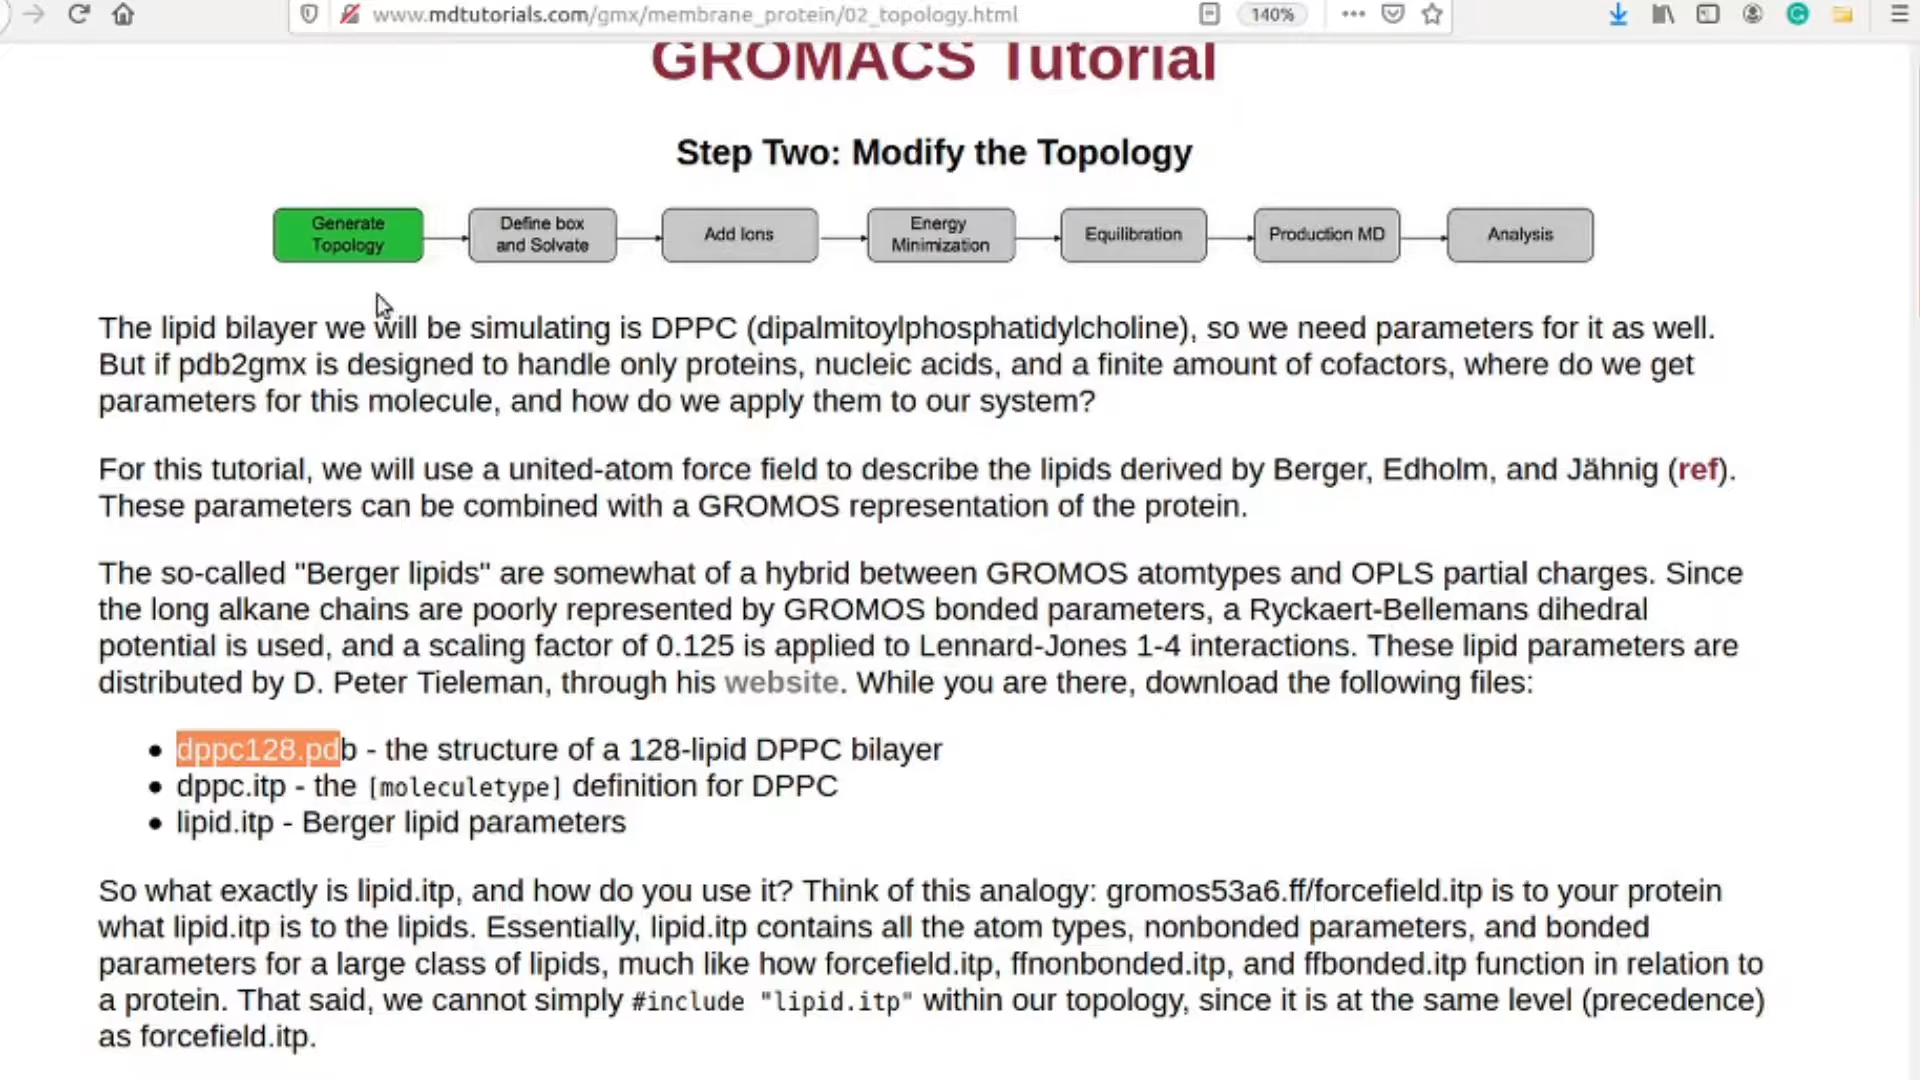 www.mdtutorials.com/gmx/membrane_protein/02_topology.html
140%
GROMACS Tutorial
Step Two: Modify the Topology
Generate
Topology
Define box
and Solvate
Add Ions
Energy
Minimization
Equilibration
Production MD
Analysis
The lipid bilayer we will be simulating is DPPC (dipalmitoylphosphatidylcholine), so we need parameters for it as well.
But if pdb2gmx is designed to handle only proteins, nucleic acids, and a finite amount of cofactors, where do we get
parameters for this molecule, and how do we apply them to our system?
For this tutorial, we will use a united-atom force field to describe the lipids derived by Berger, Edholm, and Jähnig (ref).
These parameters can be combined with a GROMOS representation of the protein.
The so-called "Berger lipids" are somewhat of a hybrid between GROMOS atomtypes and OPLS partial charges. Since
the long alkane chains are poorly represented by GROMOS bonded parameters, a Ryckaert-Bellemans dihedral
potential is used, and a scaling factor of 0.125 is applied to Lennard-Jones 1-4 interactions. These lipid parameters are
distributed by D. Peter Tieleman, through his website. While you are there, download the following files:
• dppc128.pdb - the structure of a 128-lipid DPPC bilayer
• dppc.itp - the [moleculetype] definition for DPPC
• lipid.itp - Berger lipid parameters
So what exactly is lipid.itp, and how do you use it? Think of this analogy: gromos53a6.ff/forcefield.itp is to your protein
what lipid.itp is to the lipids. Essentially, lipid.itp contains all the atom types, nonbonded parameters, and bonded
parameters for a large class of lipids, much like how forcefield.itp, ffnonbonded.itp, and ffbonded.itp function in relation to
a protein. That said, we cannot simply #include "lipid.itp" within our topology, since it is at the same level (precedence)
as forcefield.itp.